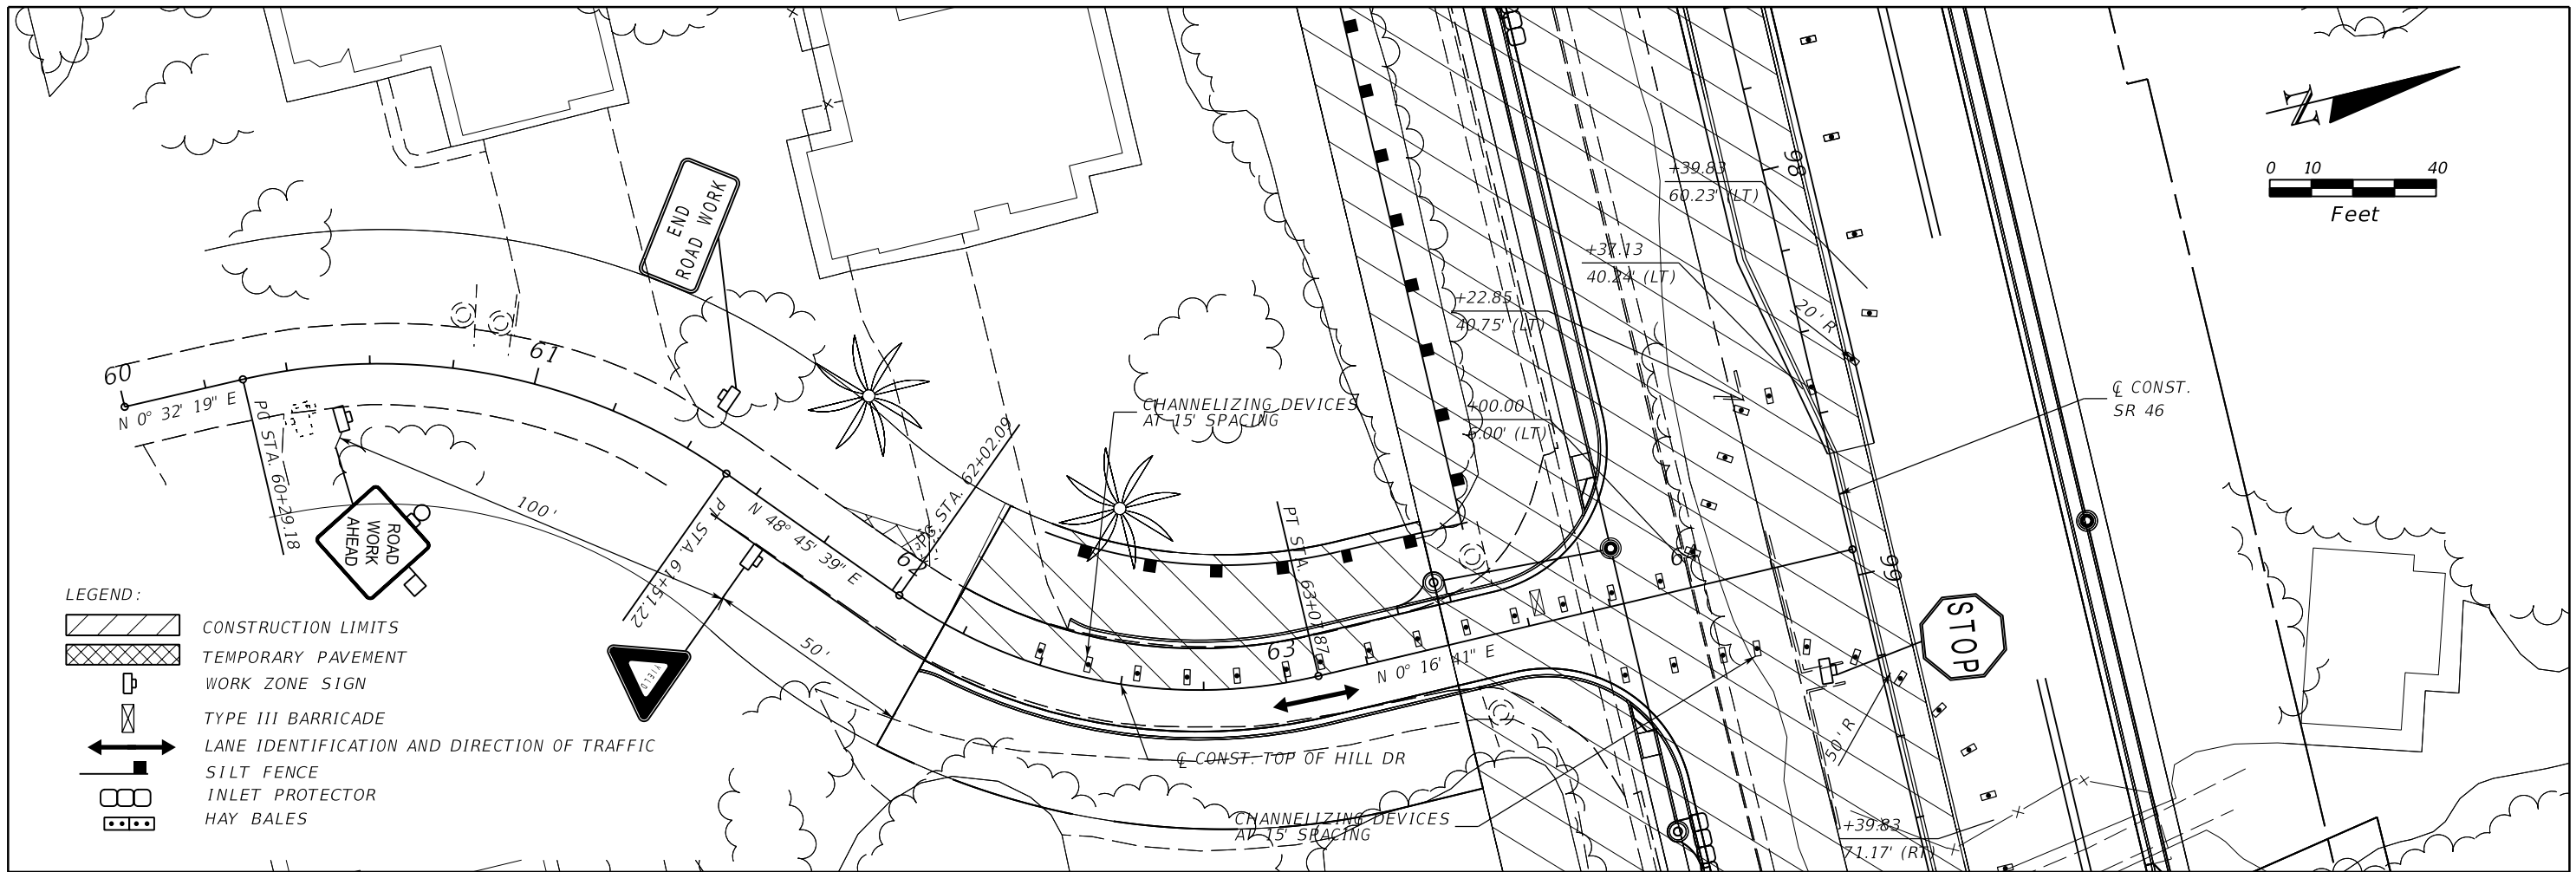 END
ROAD WORK
N
0 10 40
Feet
98
+39.83
60.23' (LT)
+37.13
40.24' (LT)
+22.85
40.75' (LT)
20' R
60
61
N 0° 32' 19" E
PC STA. 60+29.18
CHANNELIZING DEVICES
AT 15' SPACING
+00.00
6.00' (LT)
℄ CONST.
SR 46
100'
ROAD
WORK
AHEAD
PT STA. 61+51.22
N 48° 45' 39" E
PC STA. 62+02.09
62
PT STA. 63+01.87
63
N 0° 16' 41" E
99
STOP
YIELD
50'
50' R
℄ CONST. TOP OF HILL DR
CHANNELIZING DEVICES
AT 15' SPACING
+39.83
71.17' (RT)
LEGEND:
CONSTRUCTION LIMITS
TEMPORARY PAVEMENT
WORK ZONE SIGN
TYPE III BARRICADE
LANE IDENTIFICATION AND DIRECTION OF TRAFFIC
SILT FENCE
INLET PROTECTOR
HAY BALES